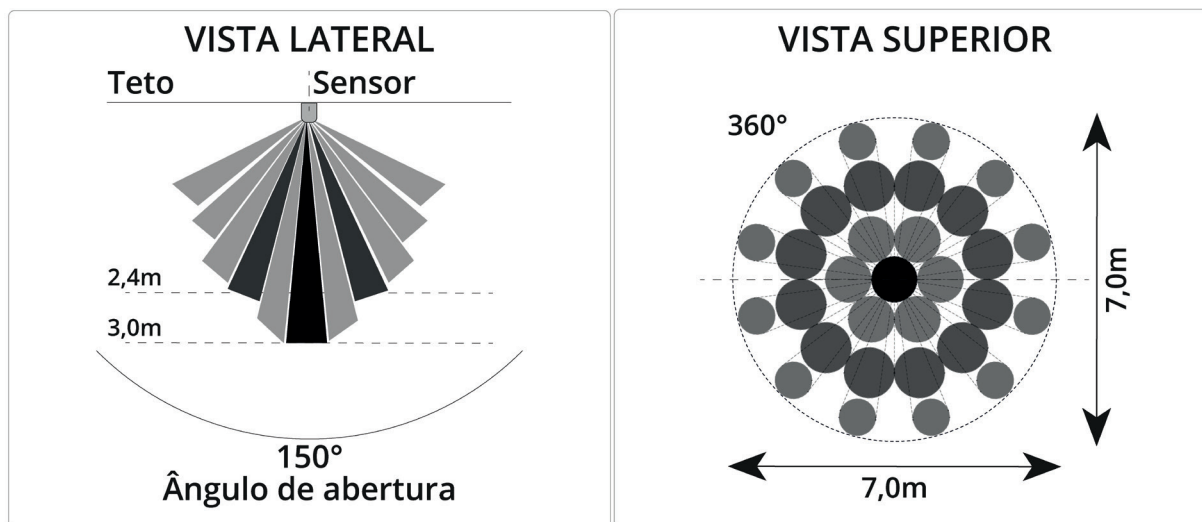 VISTA LATERAL
Teto
Sensor
2,4m
3,0m
150°
Ângulo de abertura
VISTA SUPERIOR
360°
7,0m
7,0m